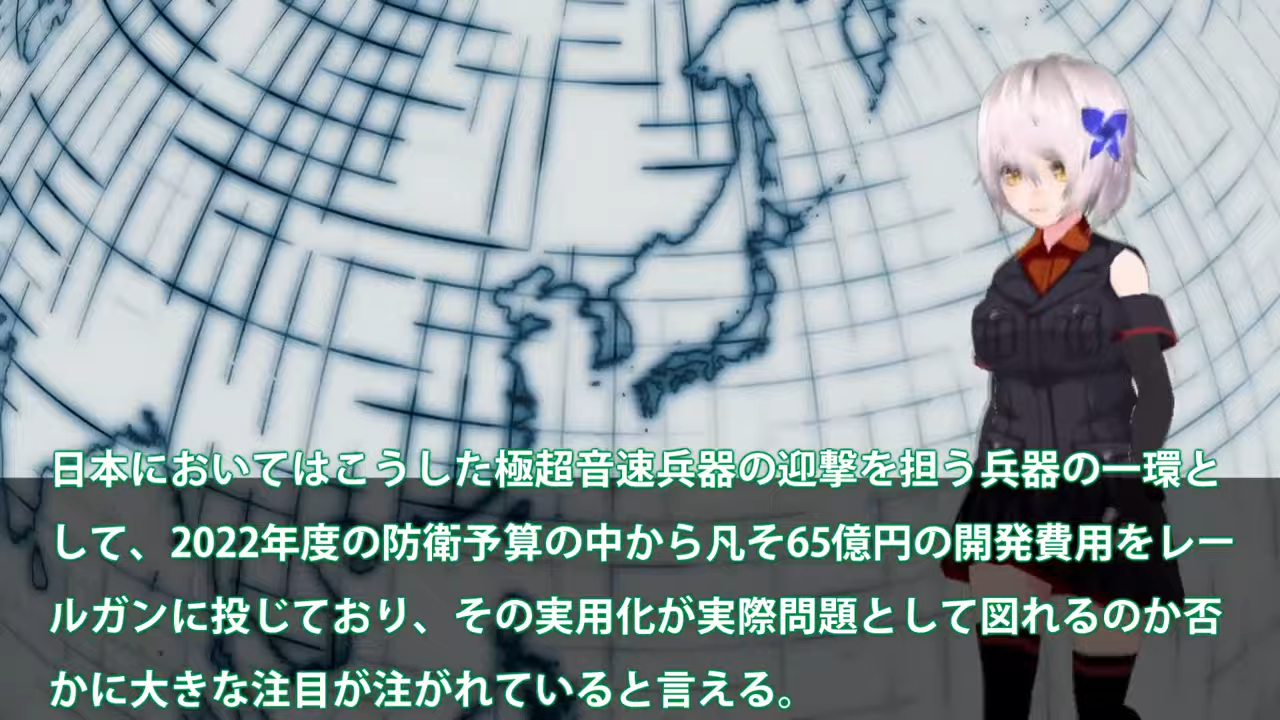 日本においてはこうした極超音速兵器の迎撃を担う兵器の一環と
して、2022年度の防衛予算の中から凡そ65億円の開発費用をレー
ルガンに投じており、その実用化が実際問題として図れるのか否
かに大きな注目が注がれていると言える。